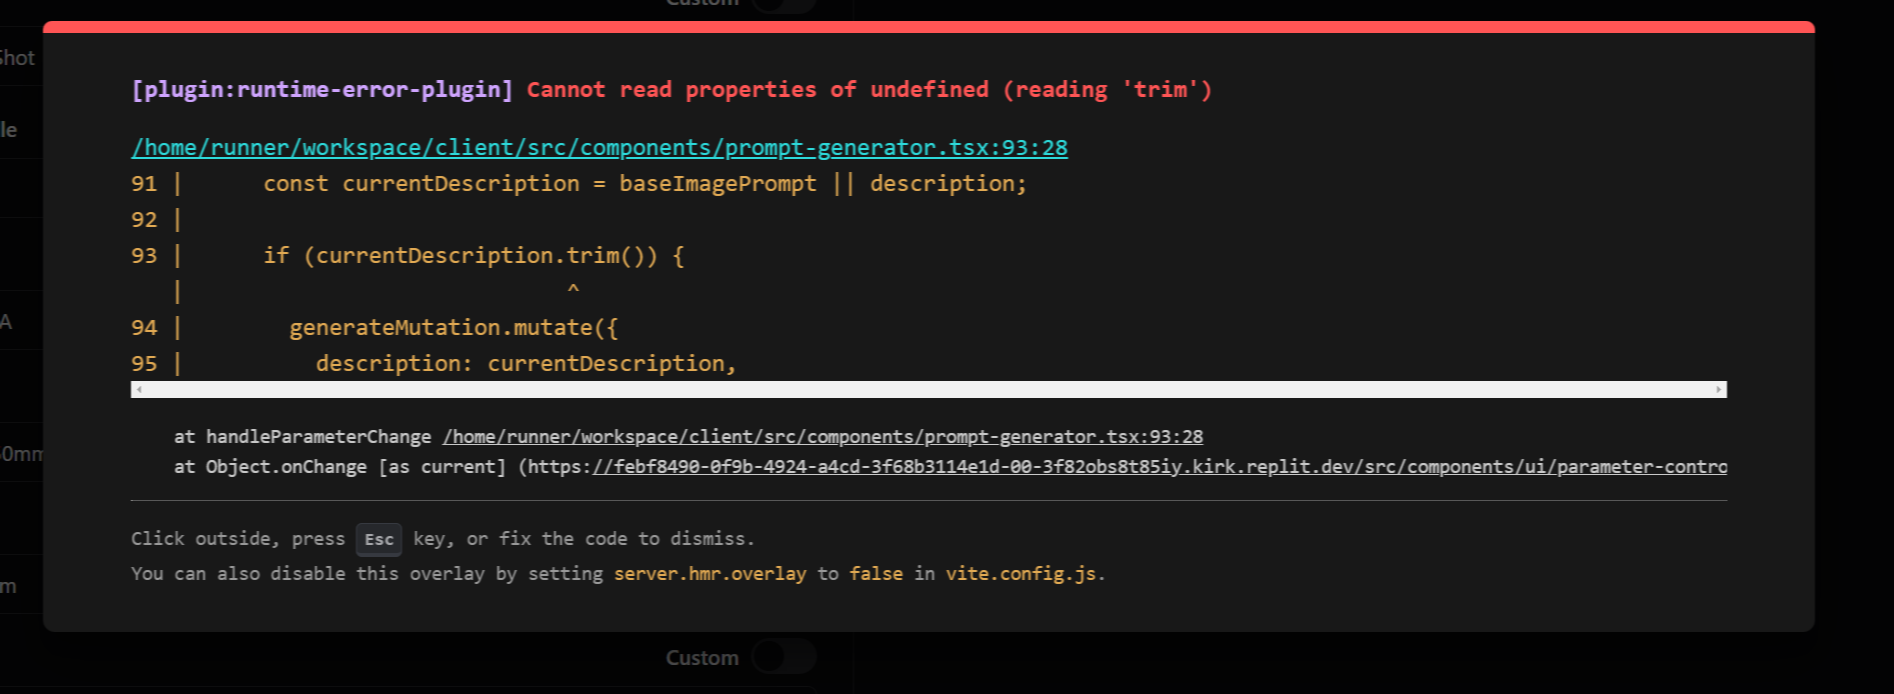 Custom
Shot
[plugin:runtime-error-plugin] Cannot read properties of undefined (reading 'trim')
le
/home/runner/workspace/client/src/components/prompt-generator.tsx:93:28
91 |      const currentDescription = baseImagePrompt || description;
92 |
93 |      if (currentDescription.trim()) {
|                              ^
A
94 |        generateMutation.mutate({
95 |          description: currentDescription,
at handleParameterChange /home/runner/workspace/client/src/components/prompt-generator.tsx:93:28
50mm
at Object.onChange [as current] (https://febf8490-0f9b-4924-a4cd-3f68b3114e1d-00-3f82obs8t85iy.kirk.replit.dev/src/components/ui/parameter-contro
Click outside, press Esc key, or fix the code to dismiss.
You can also disable this overlay by setting server.hmr.overlay to false in vite.config.js.
m
Custom